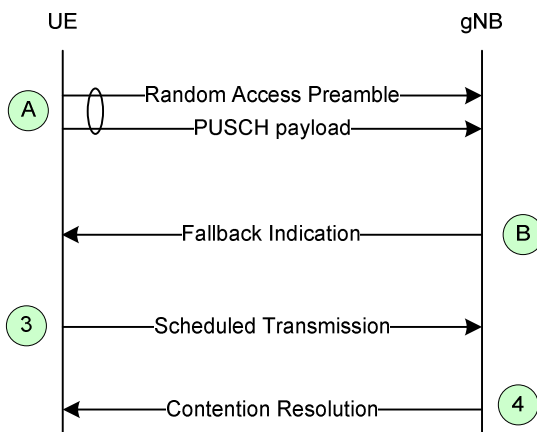 UE
gNB
A
Random Access Preamble
PUSCH payload
Fallback Indication
B
3
Scheduled Transmission
Contention Resolution
4